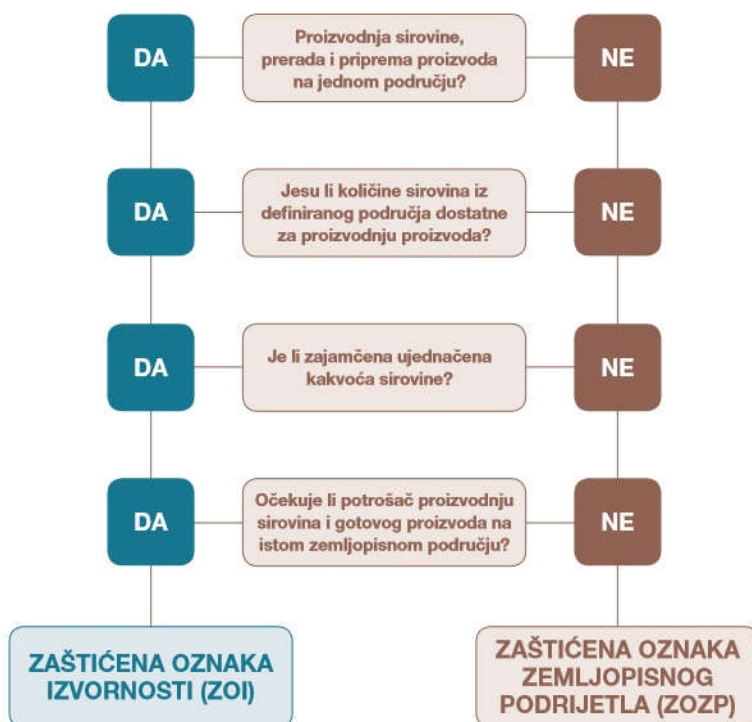 DA
Proizvodnja sirovine,
prerada i priprema proizvoda
na jednom području?
NE
DA
Jesu li količine sirovina iz
definiranog područja dostatne
za proizvodnju proizvoda?
NE
DA
Je li zajamčena ujednačena
kakvoća sirovine?
NE
DA
Očekuje li potrošač proizvodnju
sirovina i gotovog proizvoda na
istom zemljopisnom području?
NE
ZAŠTIĆENA OZNAKA
IZVORNOSTI (ZOI)
ZAŠTIĆENA OZNAKA
ZEMLJOPISNOG
PODRIJETLA (ZOZP)